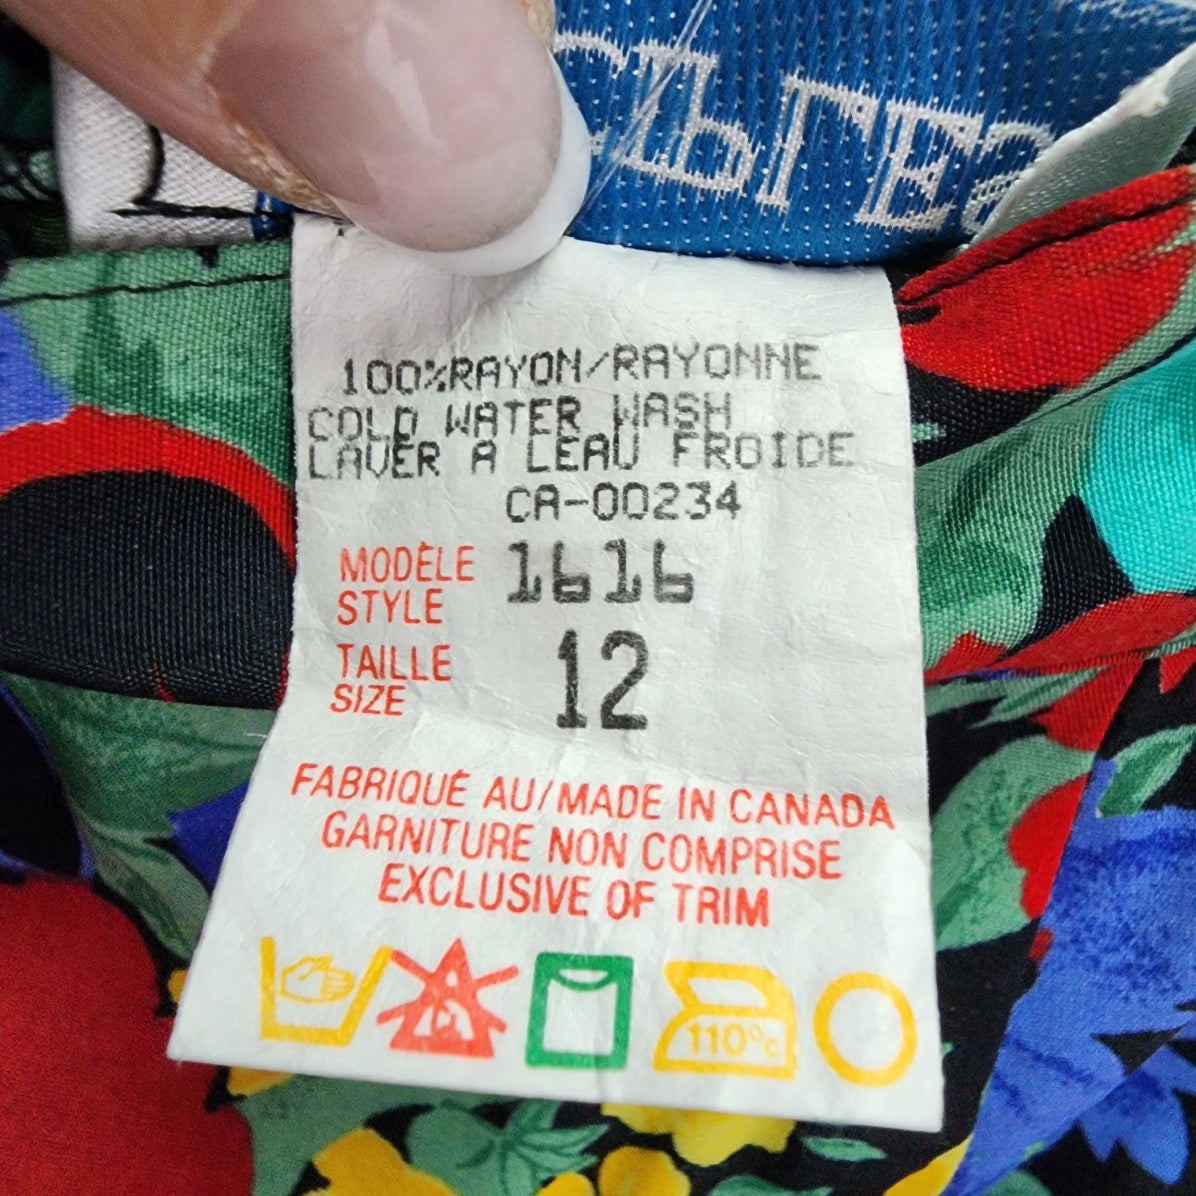 100%RAYON/RAYONNE
COLD WATER WASH
LAVER A LEAU FROIDE
CA-00234
MODÈLE 1616
STYLE
TAILLE 12
SIZE
FABRIQUÉ AU/MADE IN CANADA
GARNITURE NON COMPRISE
EXCLUSIVE OF TRIM
110°c